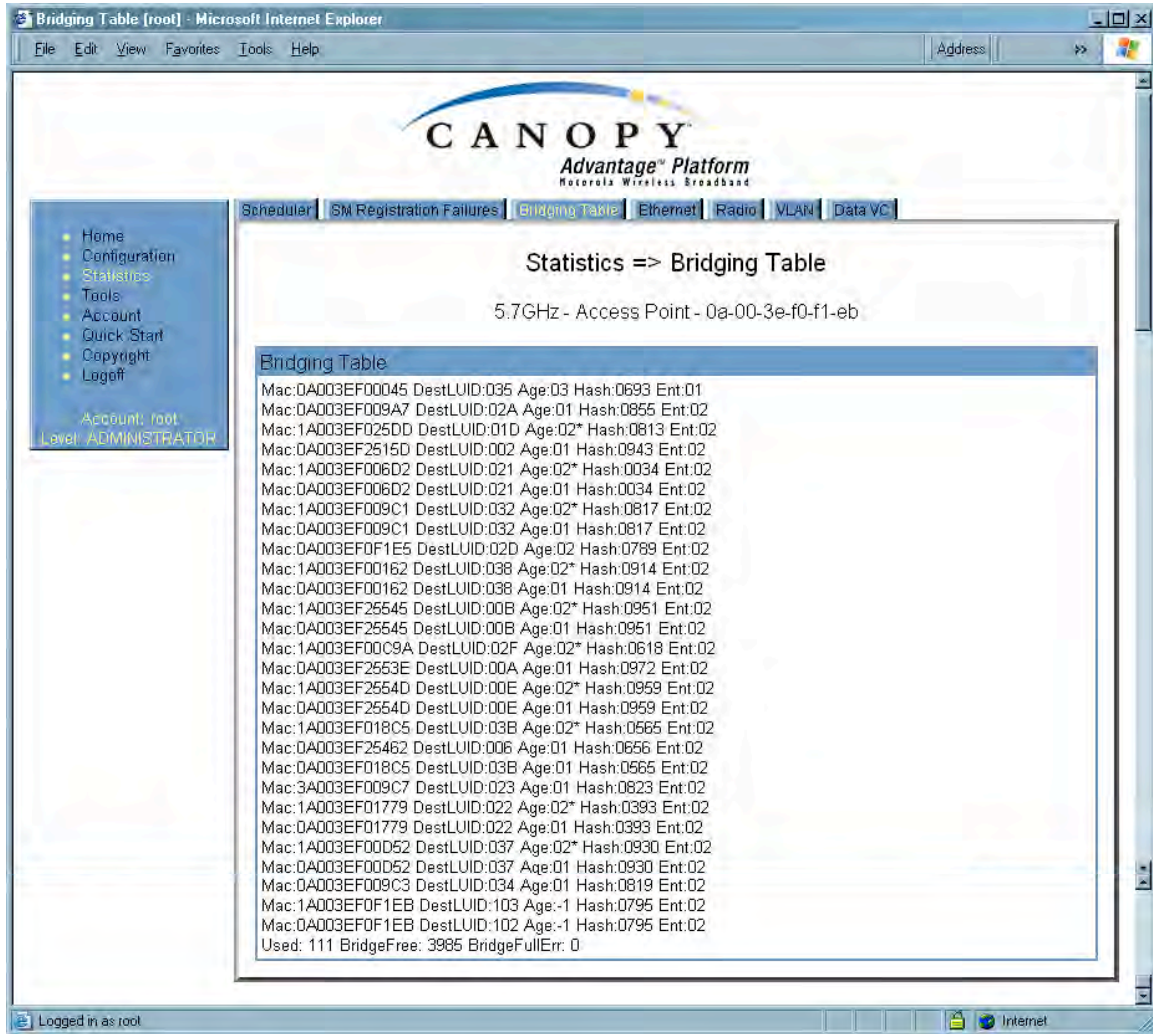 Bridging Table [root] - Microsoft Internet Explorer
File Edit View Favorites Tools Help Address
CANOPY
Advantage™ Platform
Motorola Wireless Broadband
Scheduler SM Registration Failures Bridging Table Ethernet Radio VLAN Data VC
Home
Configuration
Statistics
Tools
Account
Quick Start
Copyright
Logoff
Account: root
Level: ADMINISTRATOR
Statistics => Bridging Table
5.7GHz - Access Point - 0a-00-3e-f0-f1-eb
Bridging Table
Mac:0A003EF00045 DestLUID:035 Age:03 Hash:0693 Ent:01
Mac:0A003EF009A7 DestLUID:02A Age:01 Hash:0855 Ent:02
Mac:1A003EF025DD DestLUID:01D Age:02* Hash:0813 Ent:02
Mac:0A003EF2515D DestLUID:002 Age:01 Hash:0943 Ent:02
Mac:1A003EF006D2 DestLUID:021 Age:02* Hash:0034 Ent:02
Mac:0A003EF006D2 DestLUID:021 Age:01 Hash:0034 Ent:02
Mac:1A003EF009C1 DestLUID:032 Age:02* Hash:0817 Ent:02
Mac:0A003EF009C1 DestLUID:032 Age:01 Hash:0817 Ent:02
Mac:0A003EF0F1E5 DestLUID:02D Age:02 Hash:0789 Ent:02
Mac:1A003EF00162 DestLUID:038 Age:02* Hash:0914 Ent:02
Mac:0A003EF00162 DestLUID:038 Age:01 Hash:0914 Ent:02
Mac:1A003EF25545 DestLUID:00B Age:02* Hash:0951 Ent:02
Mac:0A003EF25545 DestLUID:00B Age:01 Hash:0951 Ent:02
Mac:1A003EF00C9A DestLUID:02F Age:02* Hash:0618 Ent:02
Mac:0A003EF2553E DestLUID:00A Age:01 Hash:0972 Ent:02
Mac:1A003EF2554D DestLUID:00E Age:02* Hash:0959 Ent:02
Mac:0A003EF2554D DestLUID:00E Age:01 Hash:0959 Ent:02
Mac:1A003EF018C5 DestLUID:03B Age:02* Hash:0565 Ent:02
Mac:0A003EF25462 DestLUID:006 Age:01 Hash:0656 Ent:02
Mac:0A003EF018C5 DestLUID:03B Age:01 Hash:0565 Ent:02
Mac:3A003EF009C7 DestLUID:023 Age:01 Hash:0823 Ent:02
Mac:1A003EF01779 DestLUID:022 Age:02* Hash:0393 Ent:02
Mac:0A003EF01779 DestLUID:022 Age:01 Hash:0393 Ent:02
Mac:1A003EF00D52 DestLUID:037 Age:02* Hash:0930 Ent:02
Mac:0A003EF00D52 DestLUID:037 Age:01 Hash:0930 Ent:02
Mac:0A003EF009C3 DestLUID:034 Age:01 Hash:0819 Ent:02
Mac:1A003EF0F1EB DestLUID:103 Age:-1 Hash:0795 Ent:02
Mac:0A003EF0F1EB DestLUID:102 Age:-1 Hash:0795 Ent:02
Used: 111 BridgeFree: 3985 BridgeFullErr: 0
Logged in as root Internet